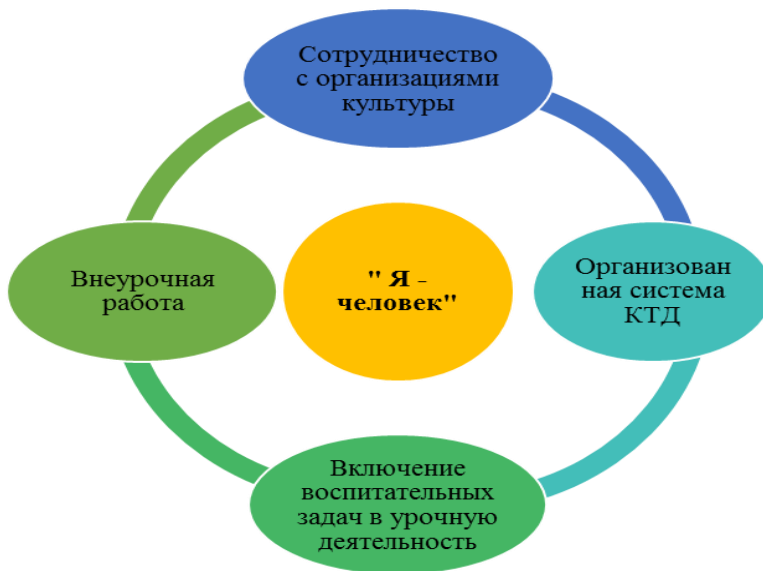 Сотрудничество
с организациями
культуры
Внеурочная
работа
" Я -
человек"
Организован
ная система
КТД
Включение
воспитательных
задач в урочную
деятельность